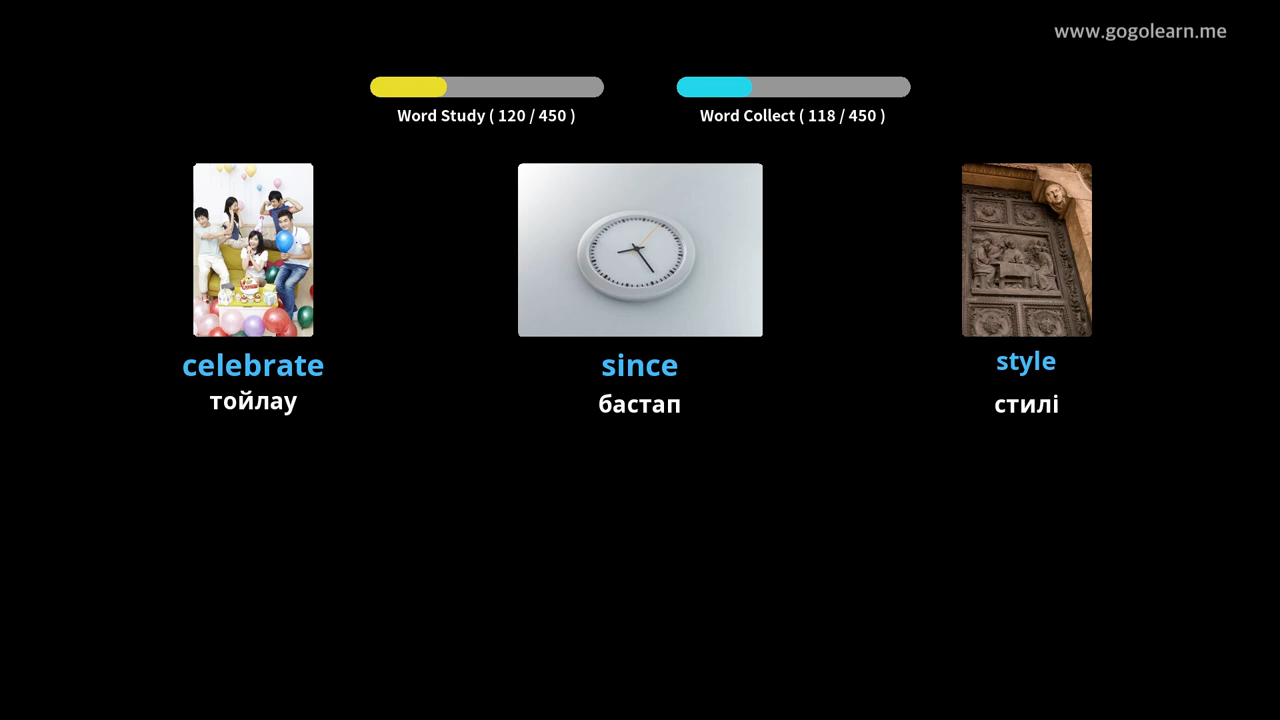 www.gogolearn.me
Word Study ( 120 / 450 )
Word Collect ( 118 / 450 )
celebrate
тойлау
since
бастап
style
стилі